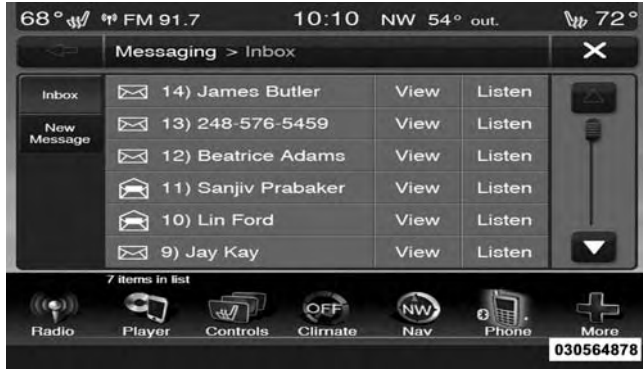 68° FM 91.7 10:10 NW 54° out. 72°
Messaging > Inbox
Inbox
New
Message
14) James Butler View Listen
13) 248-576-5459 View Listen
12) Beatrice Adams View Listen
11) Sanjiv Prabaker View Listen
10) Lin Ford View Listen
9) Jay Kay View Listen
7 items in list
OFF NW
Radio Player Controls Climate Nav Phone More
030564878